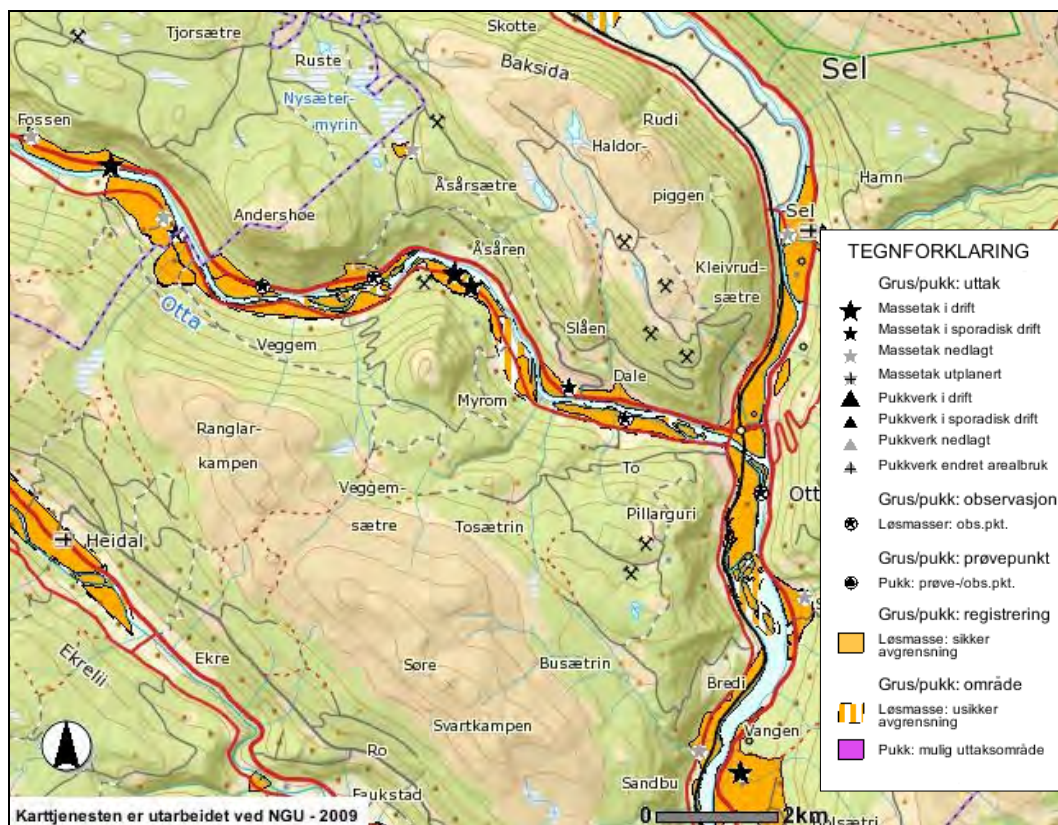 Skotte
Tjorsætre
Baksida
Ruste
Sel
Nysæter-
myrin
Rudi
Fossen
Haldor-
Hamn
Åsårsætre
piggen
Andershøe
Sel
Åsåren
Kleivrud-
sætre
Otta
Slåen
Veggem
Dale
Myrom
Ranglar-
kampen
To
Veggem-
sætre
Tosætrin
Pillarguri
Ott
Heidal
Ekre
Ekrelii
Søre
Busætrin
Bredi
Svartkampen
Vangen
Ro
Sandbu
Faukstad
TEGNFORKLARING
Grus/pukk: uttak
Massetak i drift
Massetak i sporadisk drift
Massetak nedlagt
Massetak utplanert
Pukkverk i drift
Pukkverk i sporadisk drift
Pukkverk nedlagt
Pukkverk endret arealbruk
Grus/pukk: observasjon
Løsmasser: obs.pkt.
Grus/pukk: prøvepunkt
Pukk: prøve-/obs.pkt.
Grus/pukk: registrering
Løsmasse: sikker
avgrensning
Grus/pukk: område
Løsmasse: usikker
avgrensning
Pukk: mulig uttaksområde
Karttjenesten er utarbeidet ved NGU - 2009
0 2km